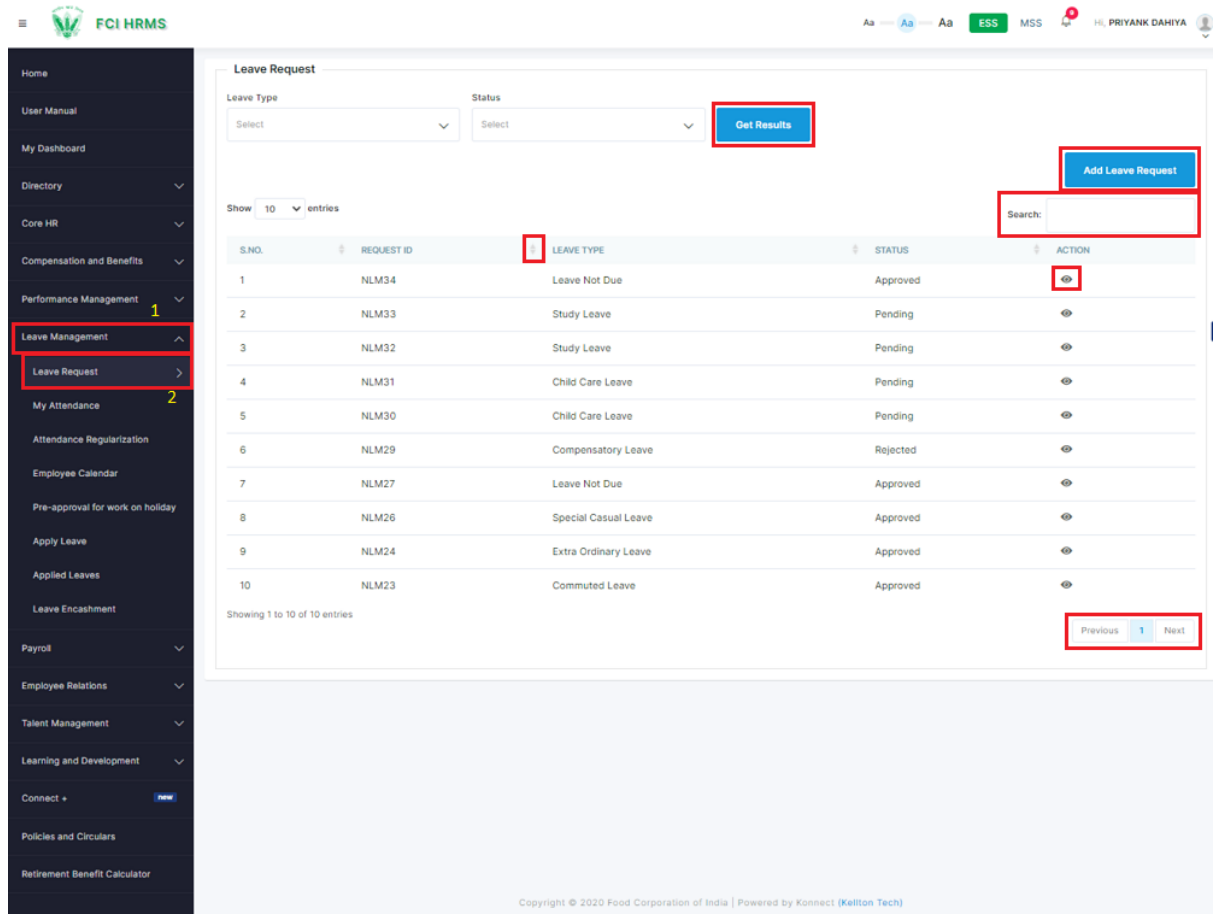 FCI HRMS
Aa Aa Aa ESS MSS 9 Hi, PRIYANK DAHIYA
Home
User Manual
My Dashboard
Directory
Core HR
Compensation and Benefits
Performance Management
1
Leave Management
Leave Request
2
My Attendance
Attendance Regularization
Employee Calendar
Pre-approval for work on holiday
Apply Leave
Applied Leaves
Leave Encashment
Payroll
Employee Relations
Talent Management
Learning and Development
Connect + new
Policies and Circulars
Retirement Benefit Calculator
Leave Request
Leave Type Status
Select Select Get Results
Add Leave Request
Show 10 entries Search:
S.NO. REQUEST ID LEAVE TYPE STATUS ACTION
1 NLM34 Leave Not Due Approved
2 NLM33 Study Leave Pending
3 NLM32 Study Leave Pending
4 NLM31 Child Care Leave Pending
5 NLM30 Child Care Leave Pending
6 NLM29 Compensatory Leave Rejected
7 NLM27 Leave Not Due Approved
8 NLM26 Special Casual Leave Approved
9 NLM24 Extra Ordinary Leave Approved
10 NLM23 Commuted Leave Approved
Showing 1 to 10 of 10 entries
Previous 1 Next
Copyright © 2020 Food Corporation of India | Powered by Konnect (Kellton Tech)